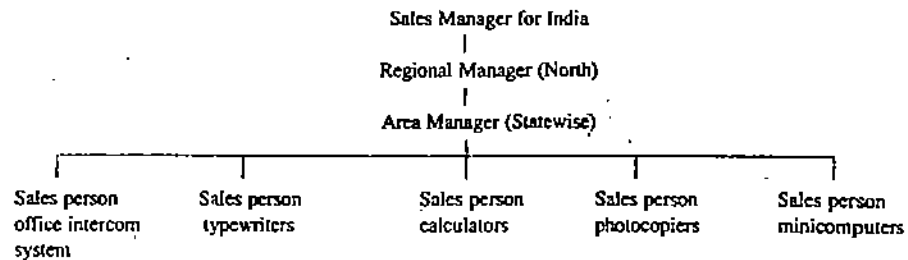 Sales Manager for India
Regional Manager (North)
Area Manager (Statewise)
Sales person
office intercom
system
Sales person
typewriters
Sales person
calculators
Sales person
photocopiers
Sales person
minicomputers